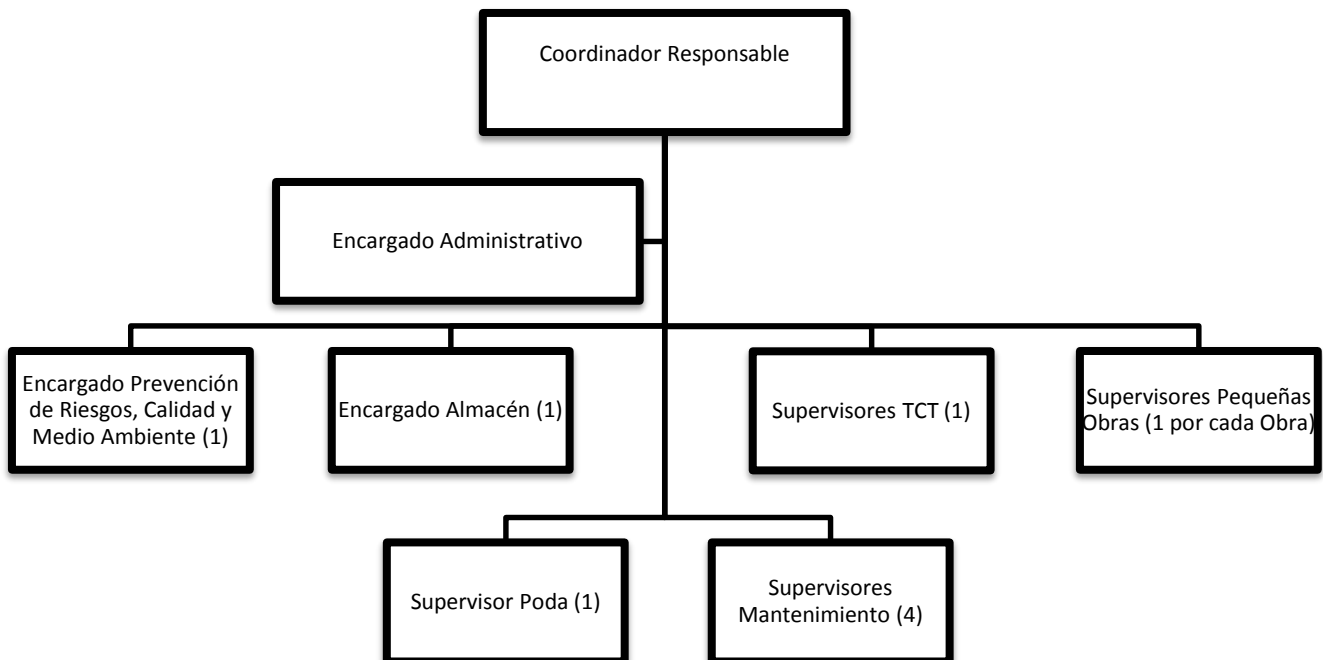 Coordinador Responsable
Encargado Administrativo
Encargado Prevención
de Riesgos, Calidad y
Medio Ambiente (1)
Encargado Almacén (1)
Supervisores TCT (1)
Supervisores Pequeñas
Obras (1 por cada Obra)
Supervisor Poda (1)
Supervisores
Mantenimiento (4)